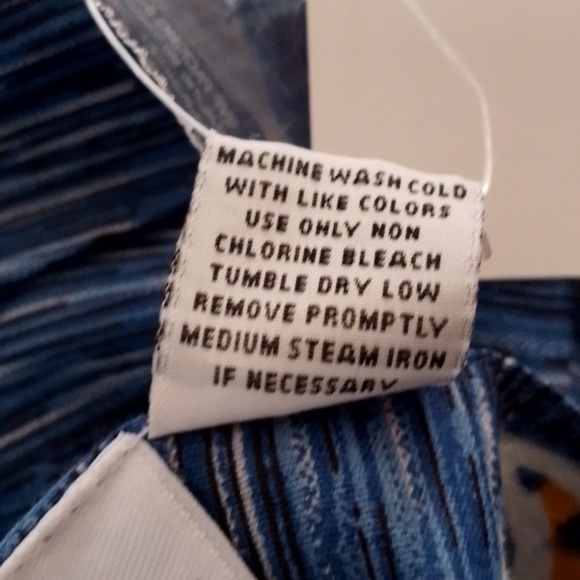 MACHINE WASH COLD
WITH LIKE COLORS
USE ONLY NON
CHLORINE BLEACH
TUMBLE DRY LOW
REMOVE PROMPTLY
MEDIUM STEAM IRON
IF NECESSARY